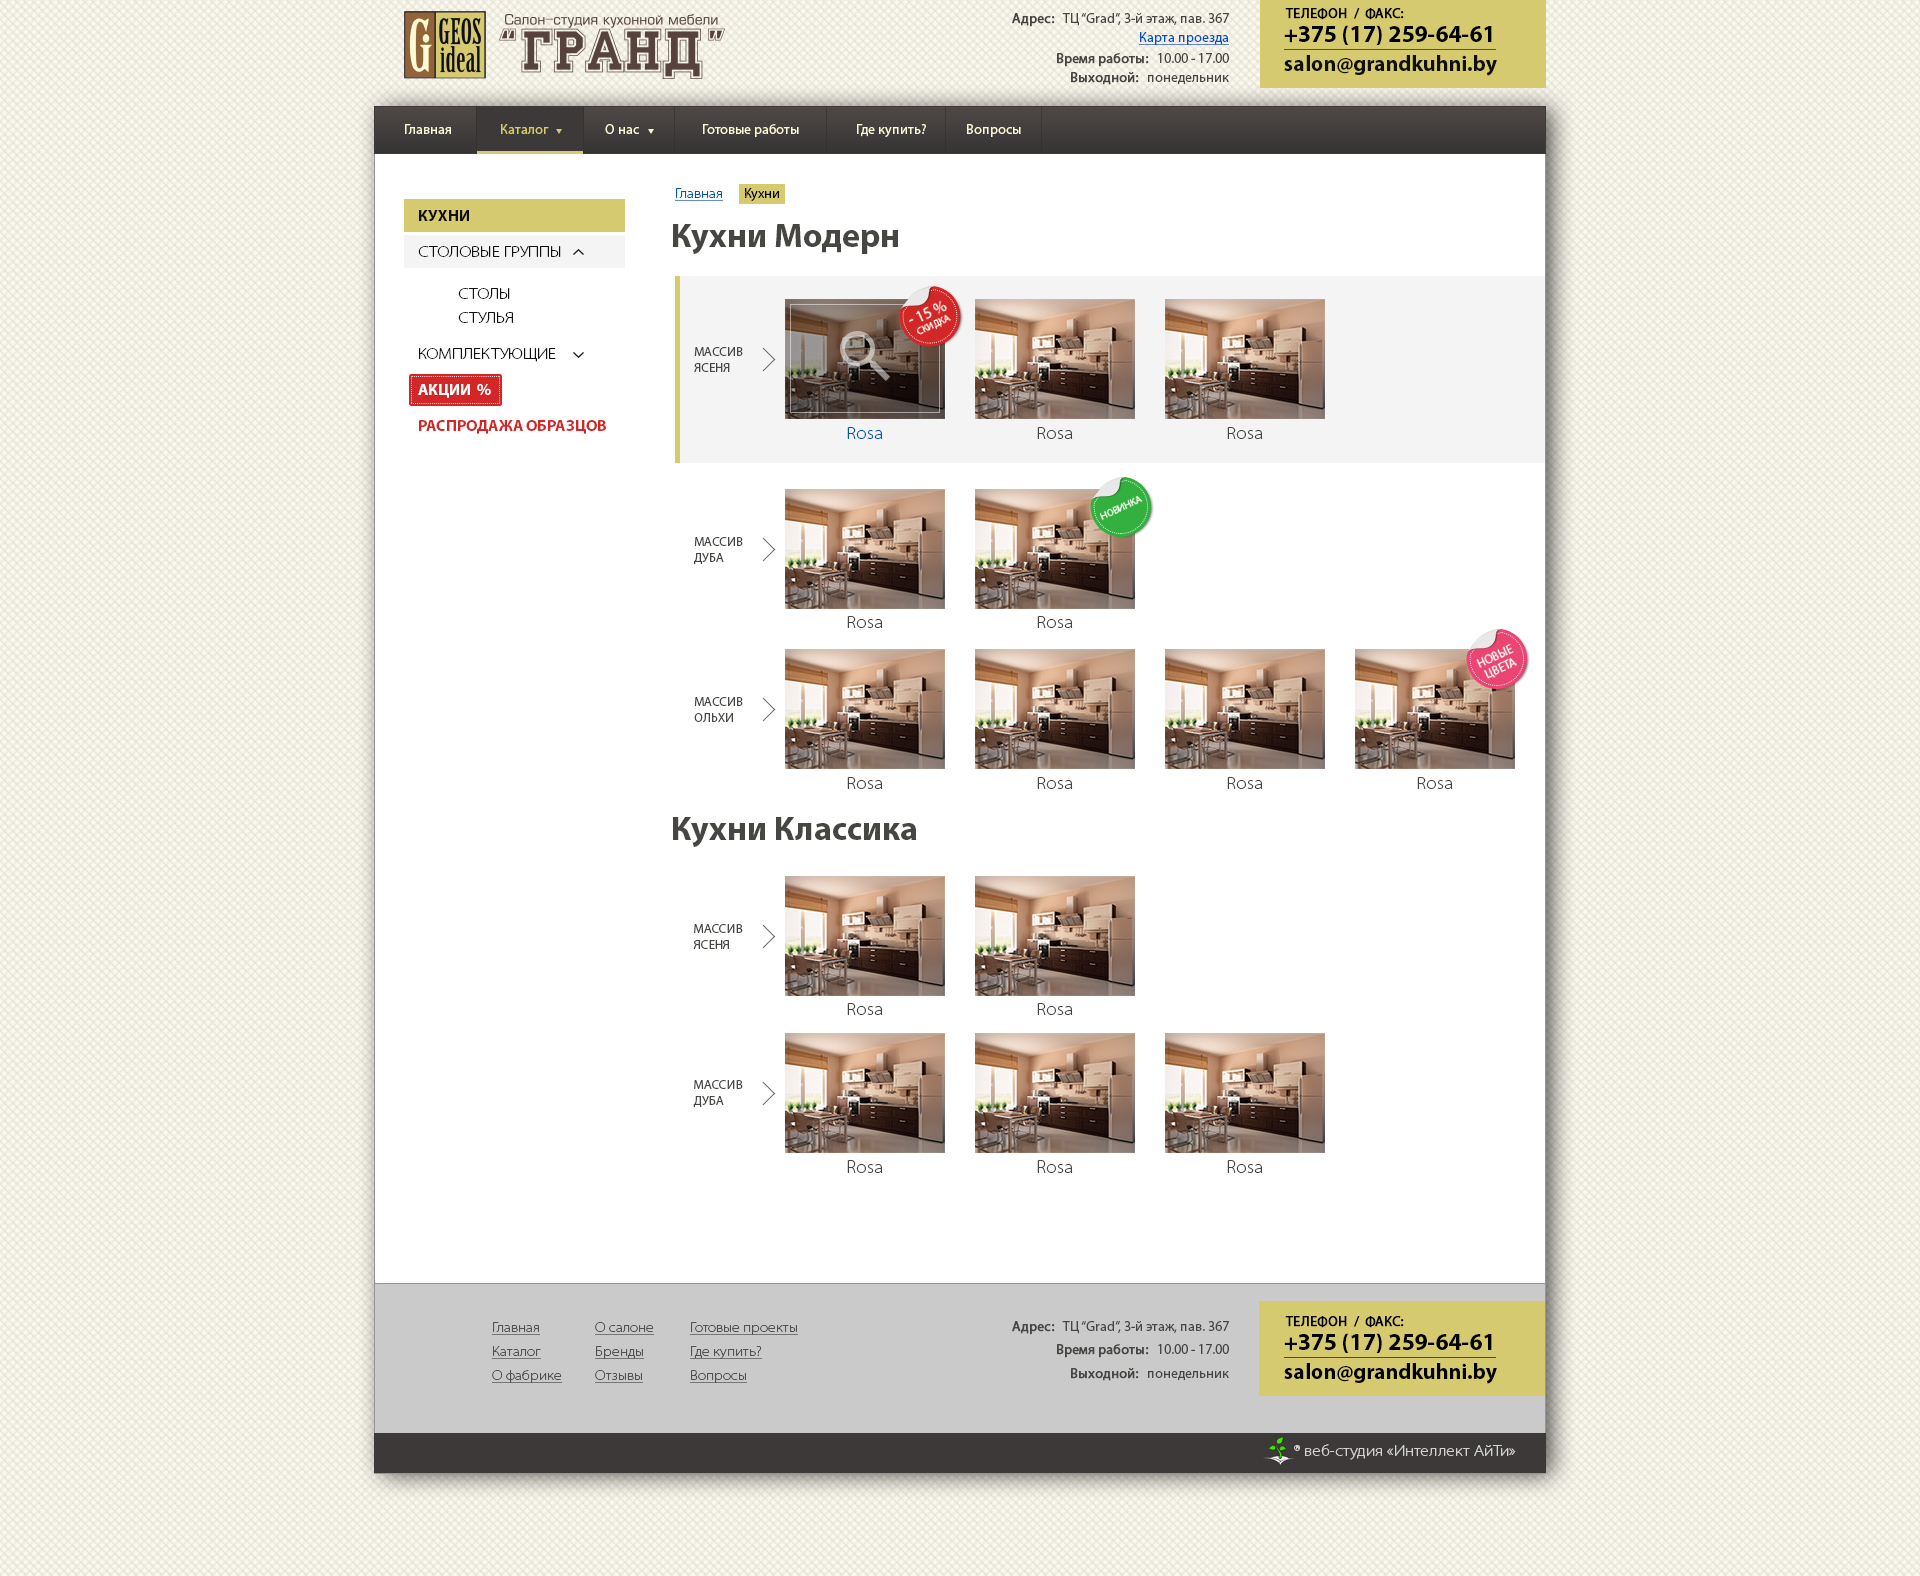 Gi GEOS ideal
Салон-студия кухонной мебели
“ГРАНД”
Адрес: ТЦ “Grad”, 3-й этаж, пав. 367
Карта проезда
Время работы: 10.00 - 17.00
Выходной: понедельник
ТЕЛЕФОН / ФАКС:
+375 (17) 259-64-61
salon@grandkuhni.by
Главная
Каталог
О нас
Готовые работы
Где купить?
Вопросы
КУХНИ
СТОЛОВЫЕ ГРУППЫ
СТОЛЫ
СТУЛЬЯ
КОМПЛЕКТУЮЩИЕ
АКЦИИ %
РАСПРОДАЖА ОБРАЗЦОВ
Главная Кухни
Кухни Модерн
МАССИВ
ЯСЕНЯ
- 15 %
СКИДКА
Rosa Rosa Rosa
МАССИВ
ДУБА
НОВИНКА
Rosa Rosa
МАССИВ
ОЛЬХИ
НОВЫЕ
ЦВЕТА
Rosa Rosa Rosa Rosa
Кухни Классика
МАССИВ
ЯСЕНЯ
Rosa Rosa
МАССИВ
ДУБА
Rosa Rosa Rosa
Главная
Каталог
О фабрике
О салоне
Бренды
Отзывы
Готовые проекты
Где купить?
Вопросы
Адрес: ТЦ “Grad”, 3-й этаж, пав. 367
Время работы: 10.00 - 17.00
Выходной: понедельник
ТЕЛЕФОН / ФАКС:
+375 (17) 259-64-61
salon@grandkuhni.by
® веб-студия «Интеллект АйТи»